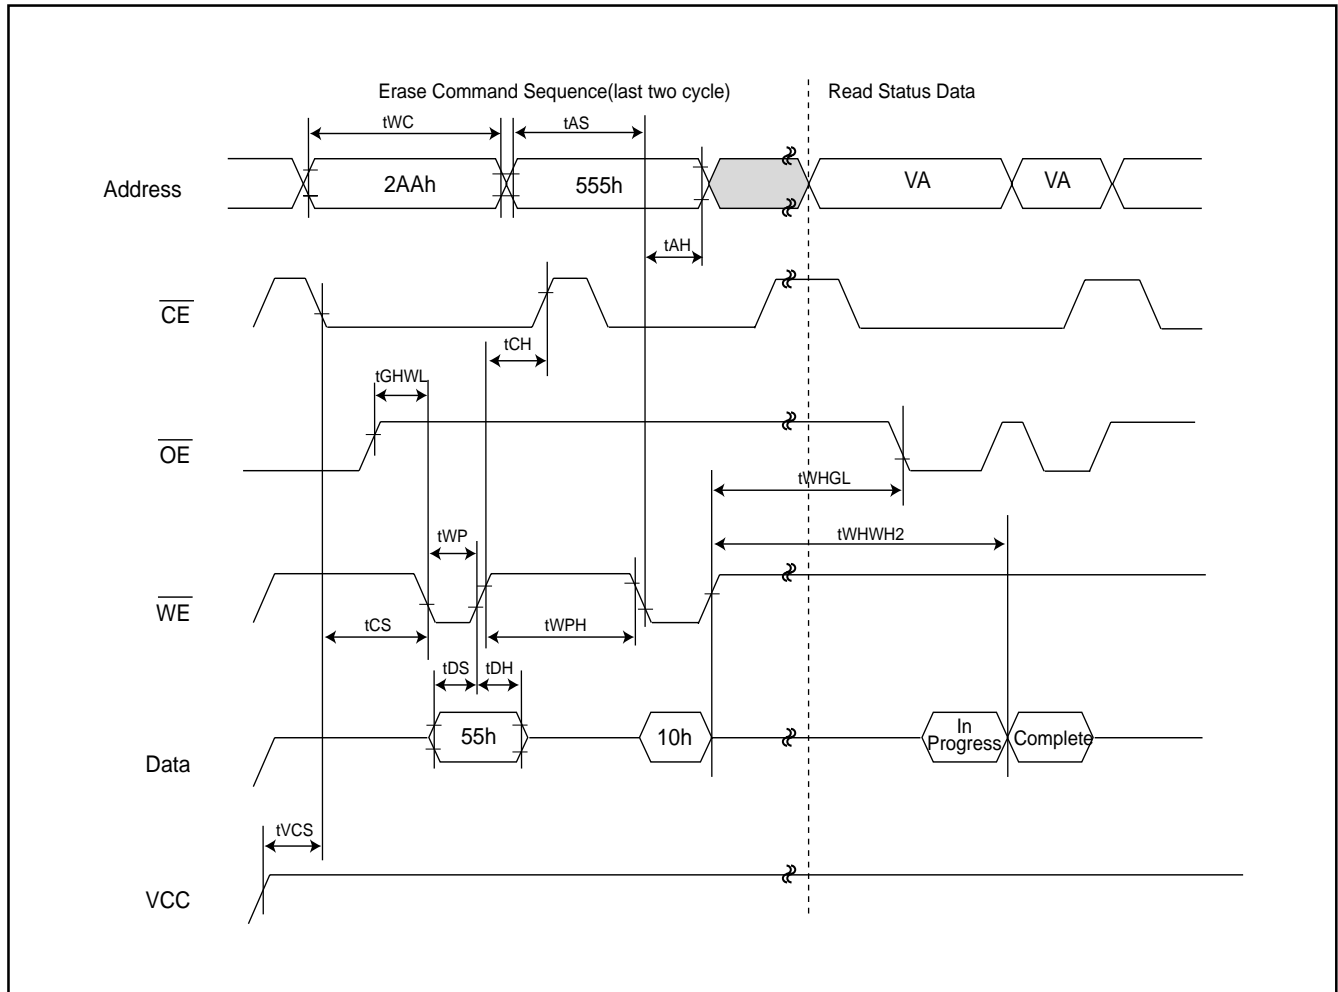 Erase Command Sequence(last two cycle)
Read Status Data
tWC
tAS
Address
2AAh
555h
VA
VA
tAH
CE
tCH
tGHWL
OE
tWHGL
tWP
tWHWH2
WE
tCS
tWPH
tDS
tDH
55h
10h
In
Progress
Complete
Data
tVCS
VCC